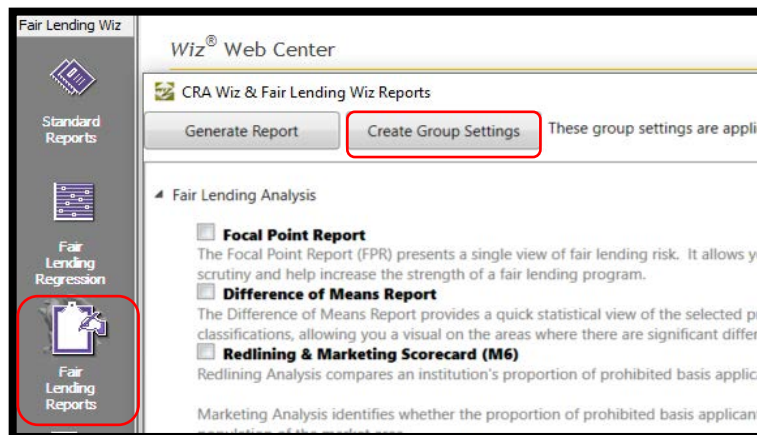 Fair Lending Wiz
Standard
Reports
Fair
Lending
Regression
Fair
Lending
Reports
Wiz® Web Center
CRA Wiz & Fair Lending Wiz Reports
Generate Report
Create Group Settings
These group settings are appli
Fair Lending Analysis
Focal Point Report
The Focal Point Report (FPR) presents a single view of fair lending risk. It allows y
scrutiny and help increase the strength of a fair lending program.
Difference of Means Report
The Difference of Means Report provides a quick statistical view of the selected p
classifications, allowing you a visual on the areas where there are significant differ
Redlining & Marketing Scorecard (M6)
Redlining Analysis compares an institution's proportion of prohibited basis applic
Marketing Analysis identifies whether the proportion of prohibited basis applican